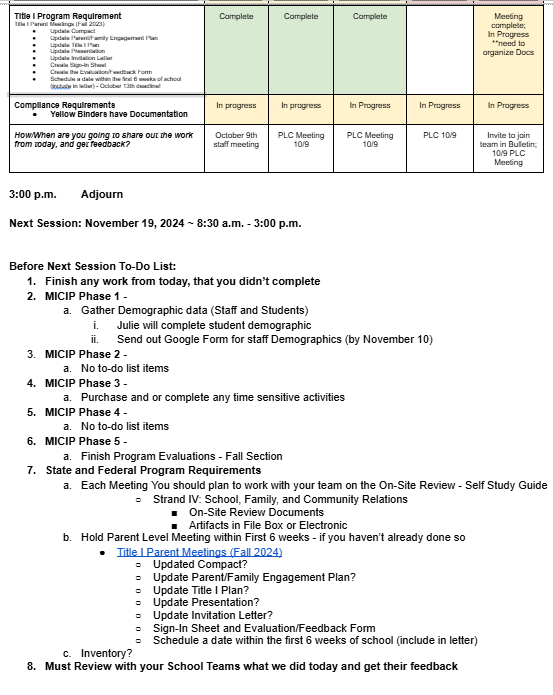 Title I Program Requirement
Title I Parent Meetings (Fall 2023)
● Update Compact
● Update Parent/Family Engagement Plan
● Update Title I Plan
● Update Presentation
● Update Invitation Letter
● Create Sign-In Sheet
● Create the Evaluation/Feedback Form
● Schedule a date within the first 6 weeks of school
(include in letter) - October 13th deadline!
Complete
Complete
Complete
Meeting
complete;
In Progress
**need to
organize Docs
Compliance Requirements
● Yellow Binders have Documentation
In progress
In progress
In Progress
In Progress
In Progress
How/When are you going to share out the work
from today, and get feedback?
October 9th
staff meeting
PLC Meeting
10/9
PLC Meeting
10/9
PLC 10/9
Invite to join
team in Bulletin;
10/9 PLC
Meeting
3:00 p.m. Adjourn
Next Session: November 19, 2024 ~ 8:30 a.m. - 3:00 p.m.
Before Next Session To-Do List:
1. Finish any work from today, that you didn't complete
2. MICIP Phase 1 -
a. Gather Demographic data (Staff and Students)
i. Julie will complete student demographic
ii. Send out Google Form for staff Demographics (by November 10)
3. MICIP Phase 2 -
a. No to-do list items
4. MICIP Phase 3 -
a. Purchase and or complete any time sensitive activities
5. MICIP Phase 4 -
a. No to-do list items
6. MICIP Phase 5 -
a. Finish Program Evaluations - Fall Section
7. State and Federal Program Requirements
a. Each Meeting You should plan to work with your team on the On-Site Review - Self Study Guide
○ Strand IV: School, Family, and Community Relations
■ On-Site Review Documents
■ Artifacts in File Box or Electronic
b. Hold Parent Level Meeting within First 6 weeks - if you haven't already done so
● Title I Parent Meetings (Fall 2024)
○ Updated Compact?
○ Update Parent/Family Engagement Plan?
○ Update Title I Plan?
○ Update Presentation?
○ Update Invitation Letter?
○ Sign-In Sheet and Evaluation/Feedback Form
○ Schedule a date within the first 6 weeks of school (include in letter)
c. Inventory?
8. Must Review with your School Teams what we did today and get their feedback